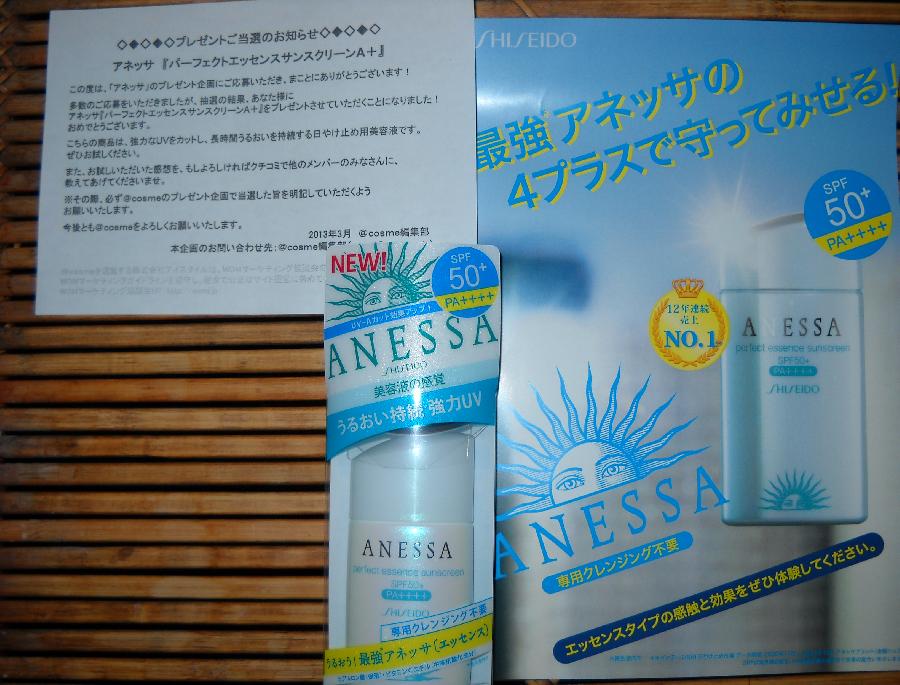 ◇◆◇◆◇プレゼントご当選のお知らせ◆◇◆◇◆
アネッサ 『パーフェクトエッセンスサンスクリーンA＋』
この度は、「アネッサ」のプレゼント企画にご応募いただき、まことにありがとうございます！
多数のご応募をいただきましたが、抽選の結果、あなた様に
アネッサ『パーフェクトエッセンスサンスクリーンA＋』をプレゼントさせていただくことになりました！
おめでとうございます。
こちらの商品は、強力なUVをカットし、長時間うるおいを持続する日やけ止め用美容液です。
ぜひお試しください。
また、お試しいただいた感想を、もしよろしければクチコミで他のメンバーのみなさんに、
教えてあげてくださいませ。
※その際、必ず@cosmeのプレゼント企画で当選した旨を明記していただくよう
お願いいたします。
今後とも@cosmeをよろしくお願いいたします。
2013年3月 @cosme編集部
本企画のお問い合わせ先：@cosme編集部
NEW!
SPF
50+
PA++++
UV-Aカット効果アップ！
ANESSA
SHISEIDO
美容液の感覚
うるおい持続 強力UV
ANESSA
perfect essence sunscreen
SPF50+
PA++++
SHISEIDO
専用クレンジング不要
うるおう！最強アネッサ（エッセンス）
SHISEIDO
最強アネッサの
4プラスで守ってみせる！
SPF
50+
PA++++
12年連続
売上
NO.1
ANESSA
perfect essence sunscreen
SPF50+
PA++++
SHISEIDO
ANESSA
専用クレンジング不要
エッセンスタイプの感触と効果をぜひ体験してください。